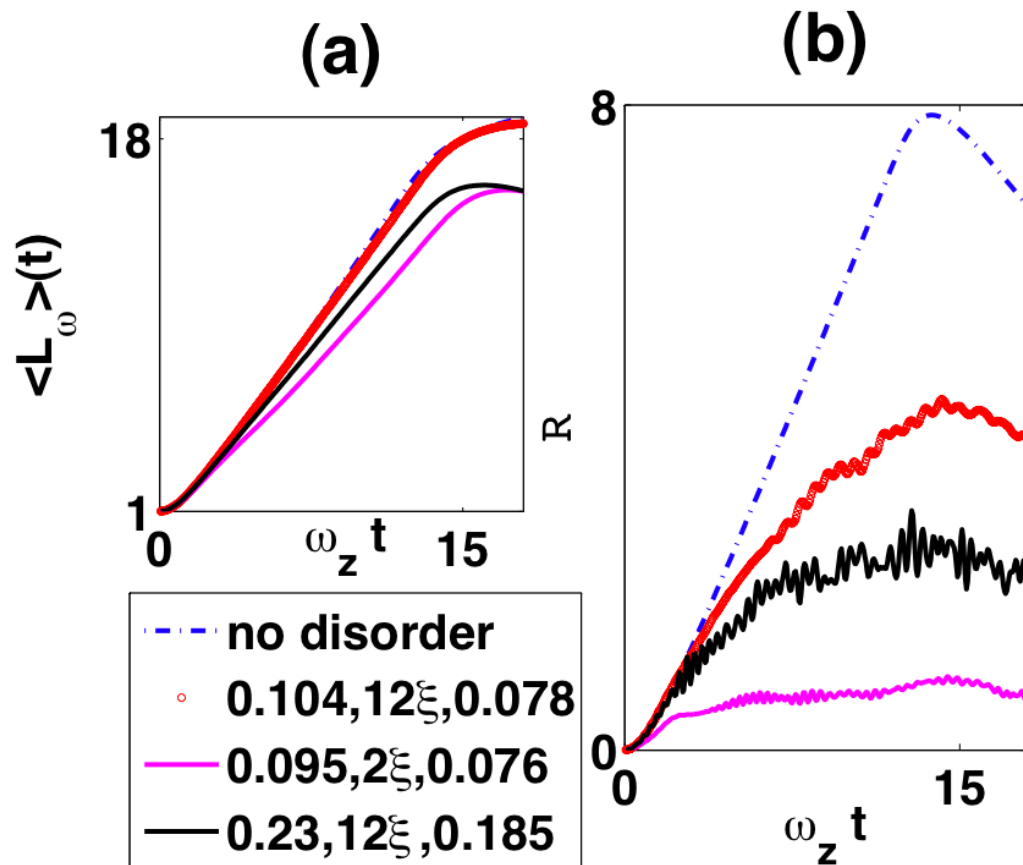 (a)
18
<L_ω>(t)
1
0
ω_z t
15
(b)
8
R
0
0
15
ω_z t
no disorder
0.104,12ξ,0.078
0.095,2ξ,0.076
0.23,12ξ,0.185